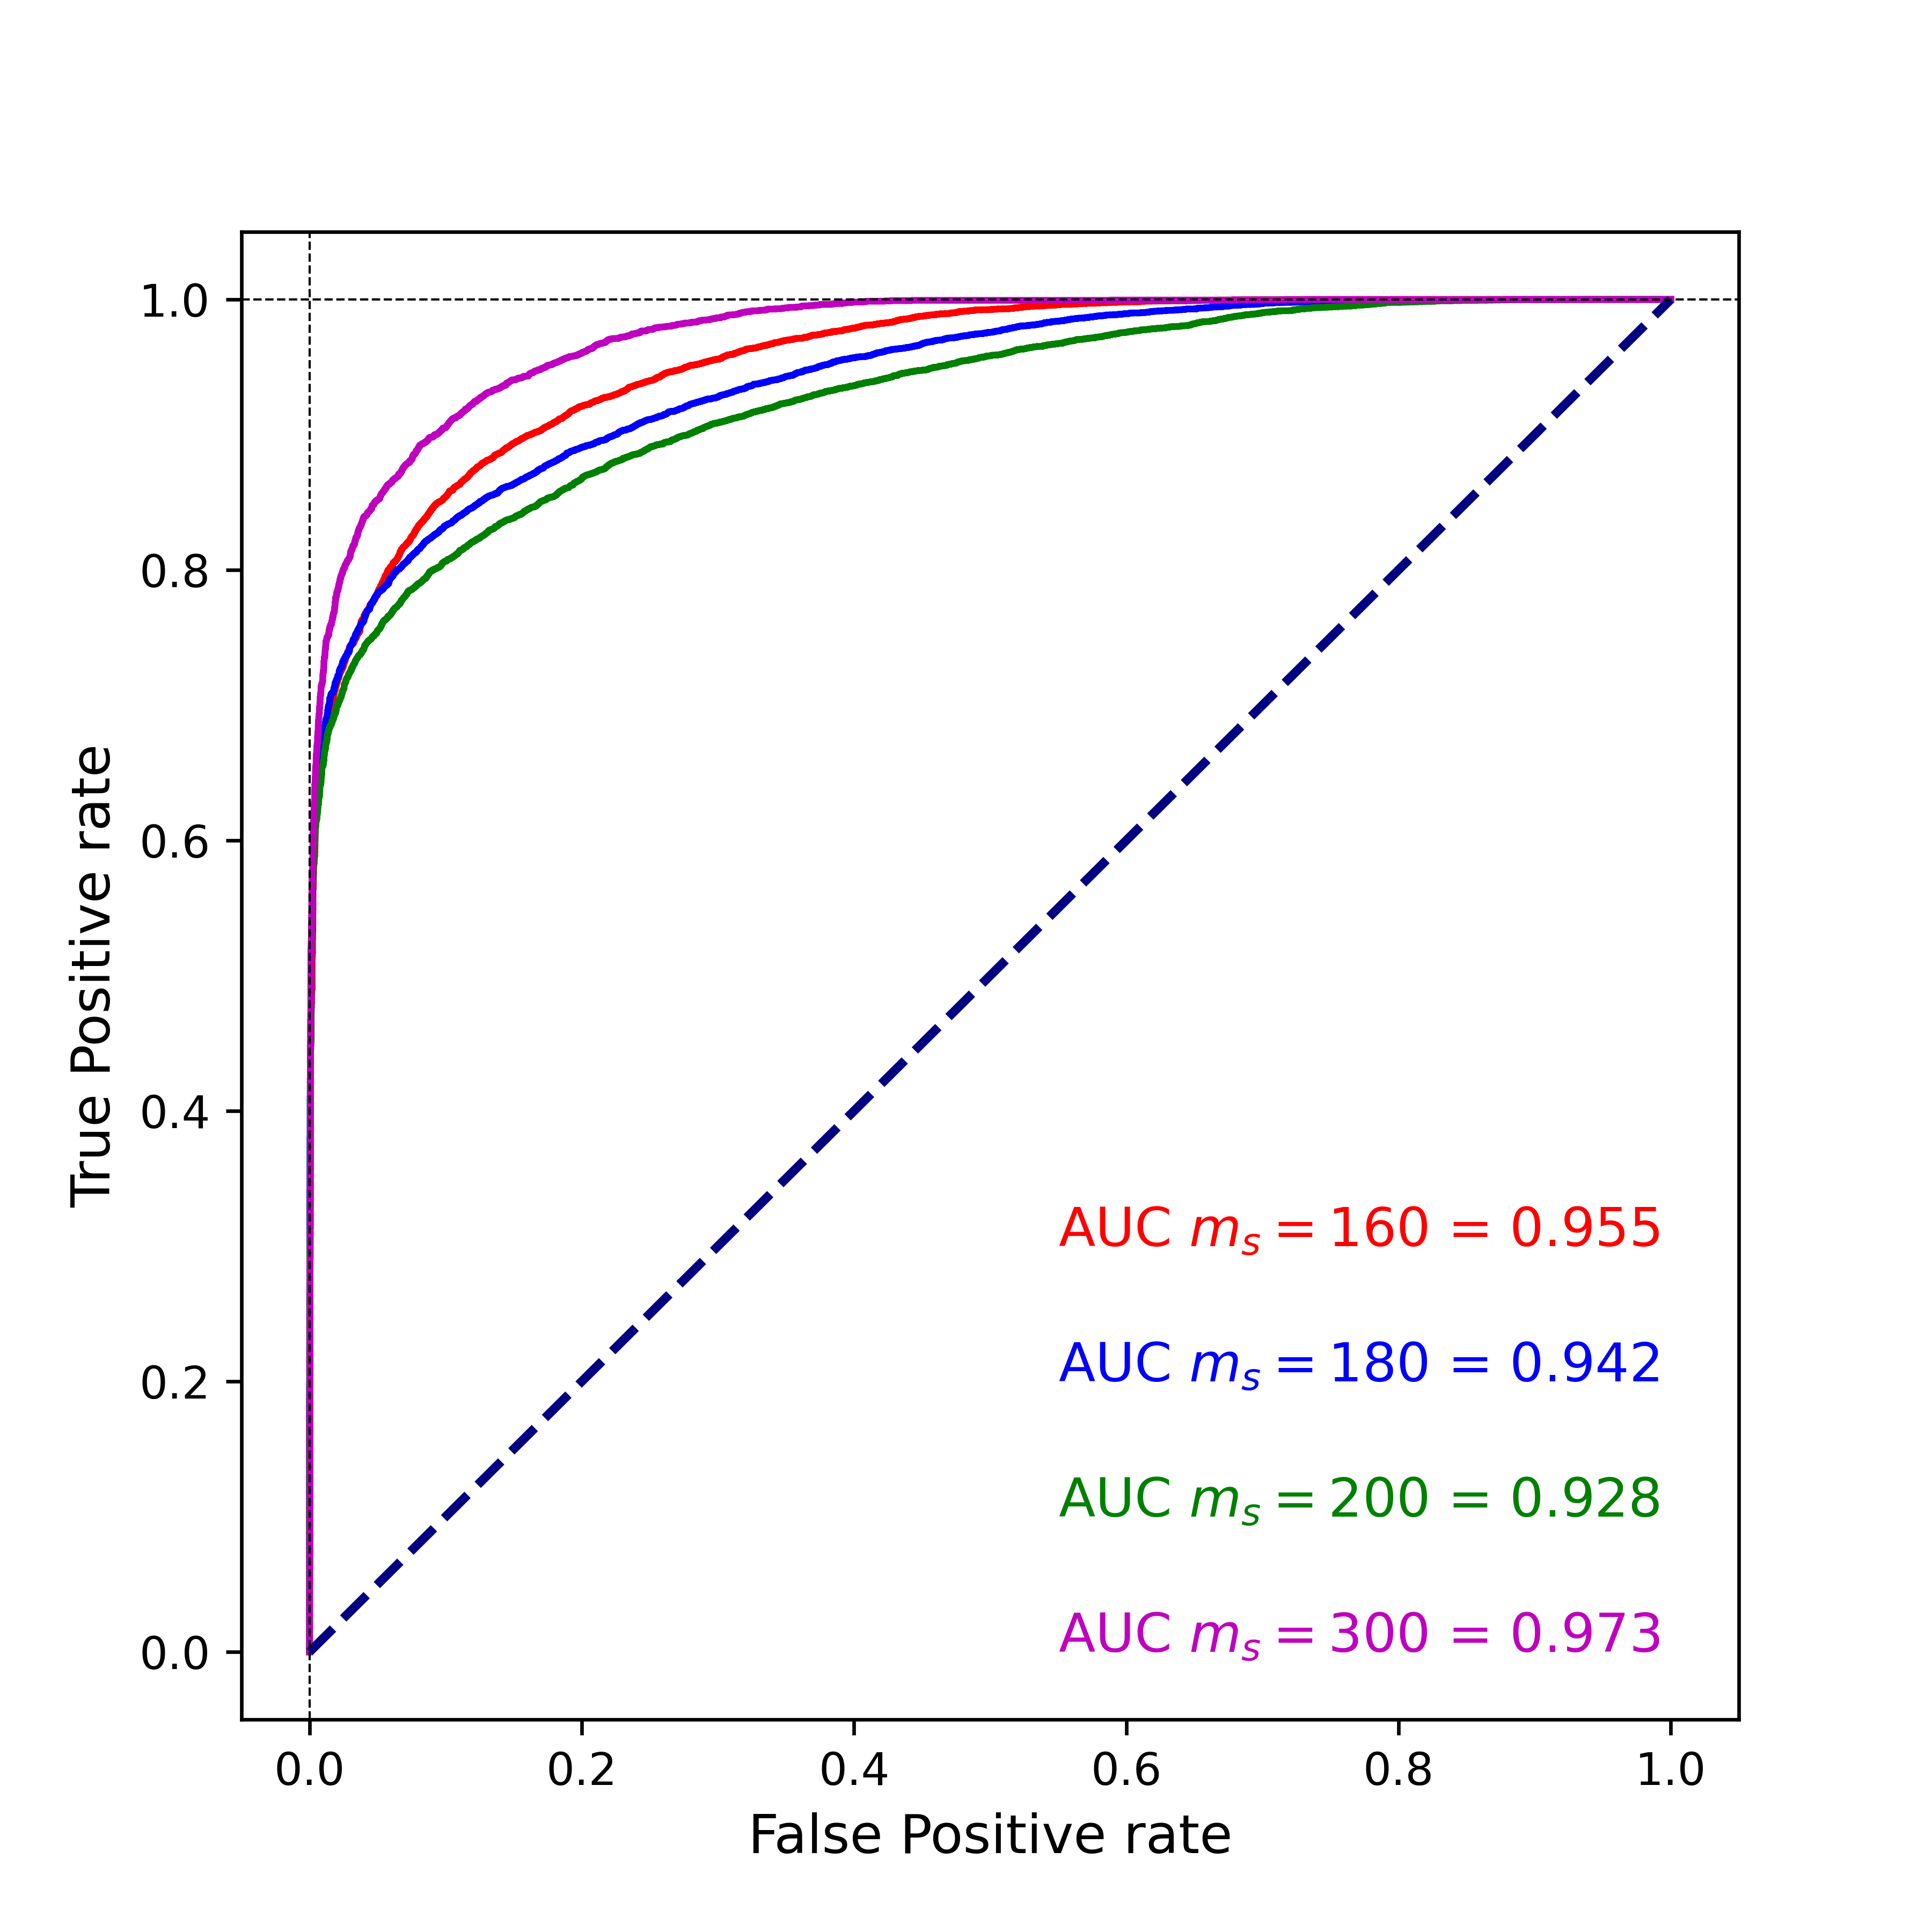 True Positive rate
1.0
0.8
0.6
0.4
0.2
0.0
AUC mₛ = 160 = 0.955
AUC mₛ = 180 = 0.942
AUC mₛ = 200 = 0.928
AUC mₛ = 300 = 0.973
0.0 0.2 0.4 0.6 0.8 1.0
False Positive rate